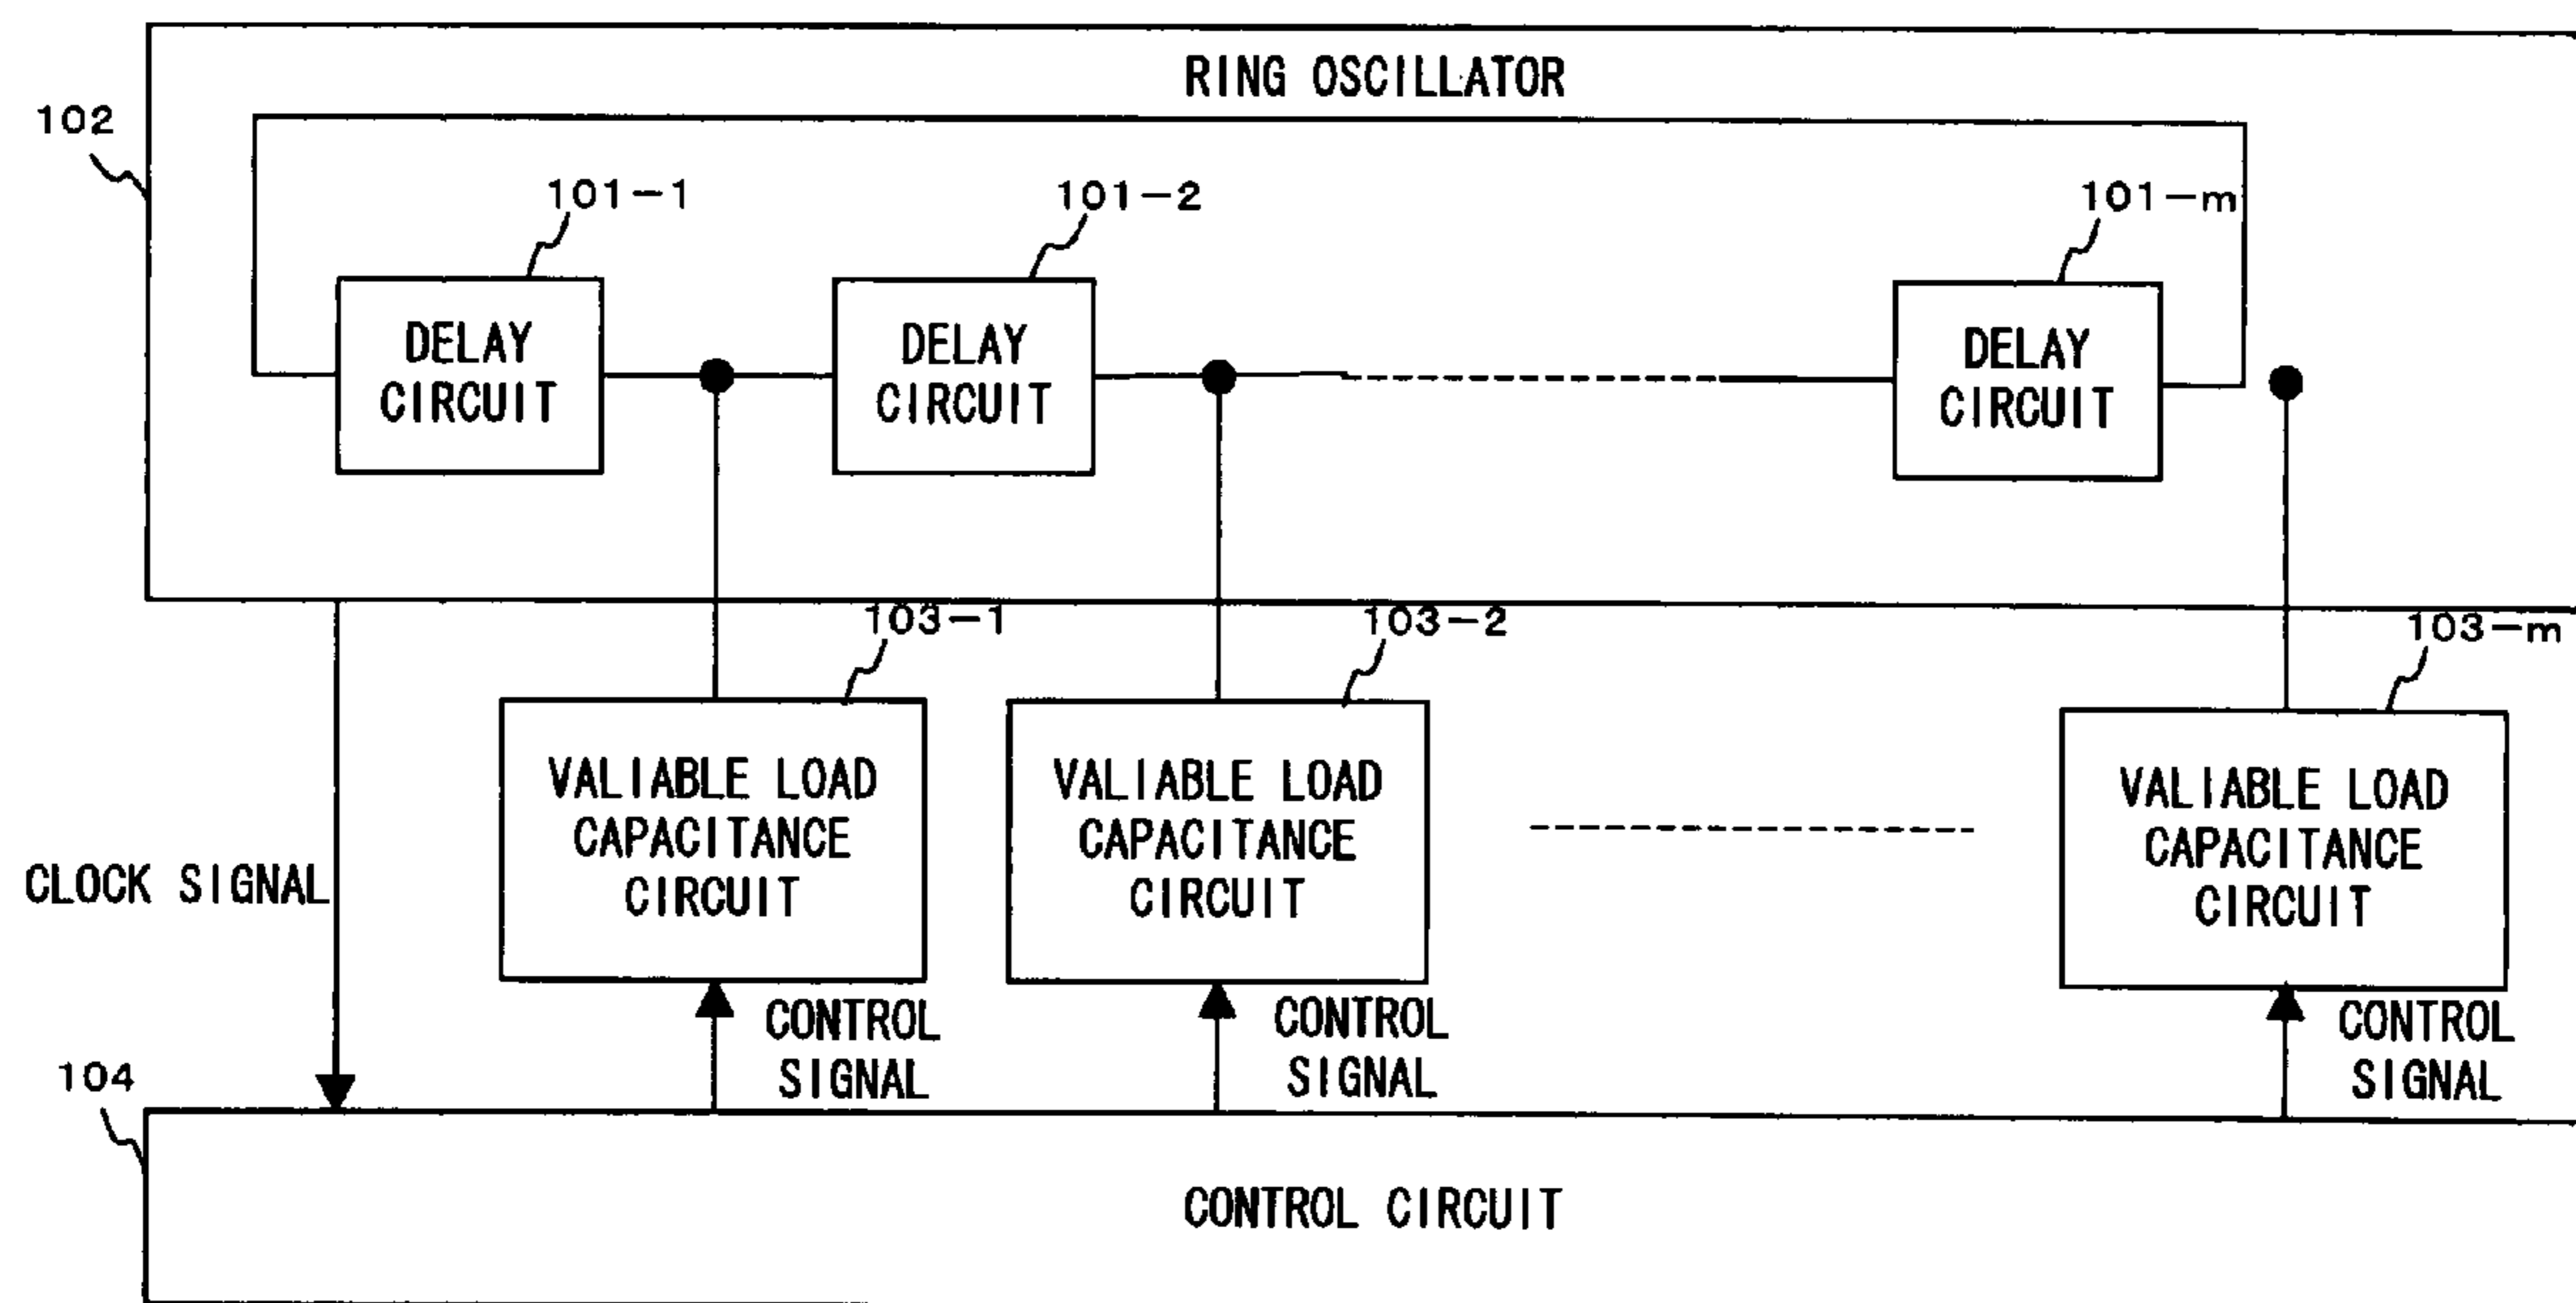 RING OSCILLATOR
102
101-1
101-2
101-m
DELAY
CIRCUIT
DELAY
CIRCUIT
DELAY
CIRCUIT
103-1
103-2
103-m
VALIABLE LOAD
CAPACITANCE
CIRCUIT
VALIABLE LOAD
CAPACITANCE
CIRCUIT
VALIABLE LOAD
CAPACITANCE
CIRCUIT
CLOCK SIGNAL
CONTROL
SIGNAL
CONTROL
SIGNAL
CONTROL
SIGNAL
104
CONTROL CIRCUIT